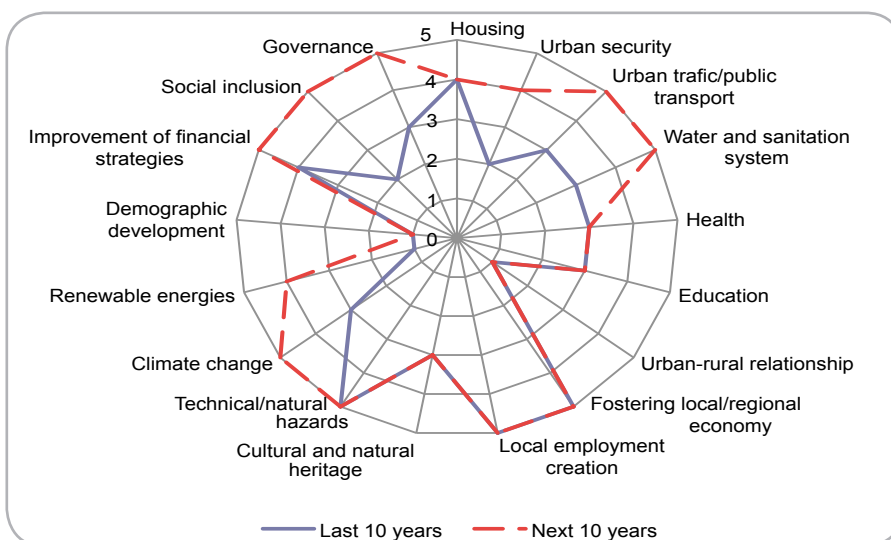 Housing
Urban security
Urban trafic/public
transport
Water and sanitation
system
Health
Education
Urban-rural relationship
Fostering local/regional
economy
Local employment
creation
Cultural and natural
heritage
Technical/natural
hazards
Climate change
Renewable energies
Demographic
development
Improvement of financial
strategies
Social inclusion
Governance
5
4
3
2
1
0
Last 10 years
Next 10 years